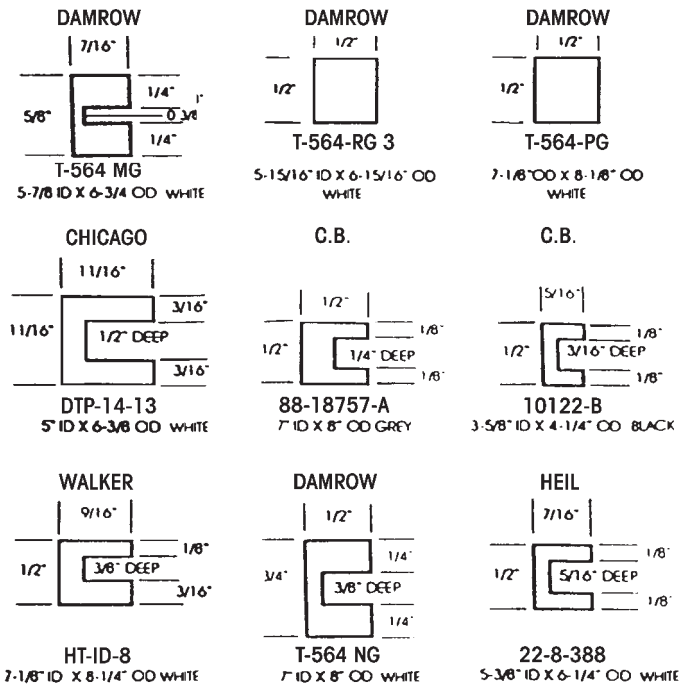 DAMROW
7/16"
5/8"
1/4"
1"
D 3/8
1/4"
T-564 MG
5-7/8 ID X 6-3/4 OD WHITE
DAMROW
1/2"
1/2"
T-564-RG 3
5-15/16" ID X 6-15/16" OD
WHITE
DAMROW
1/2"
1/2"
T-564-PG
7-1/8"OD X 8-1/8" OD
WHITE
CHICAGO
11/16"
11/16"
3/16"
1/2" DEEP
3/16"
DTP-14-13
5" ID X 6-3/8 OD WHITE
C.B.
1/2"
1/2"
1/8"
1/4" DEEP
1/8"
88-18757-A
7" ID X 8" OD GREY
C.B.
5/16"
1/2"
1/8"
3/16" DEEP
1/8"
10122-B
3-5/8" ID X 4-1/4" OD BLACK
WALKER
9/16"
1/2"
1/8"
3/8" DEEP
3/16"
HT-ID-8
7-1/8" ID X 8-1/4" OD WHITE
DAMROW
1/2"
3/4"
1/4"
3/8" DEEP
1/4"
T-564 NG
7" ID X 8" OD WHITE
HEIL
7/16"
1/2"
1/8"
5/16" DEEP
1/8"
22-8-388
5-3/8" ID X 6-1/4" OD WHITE